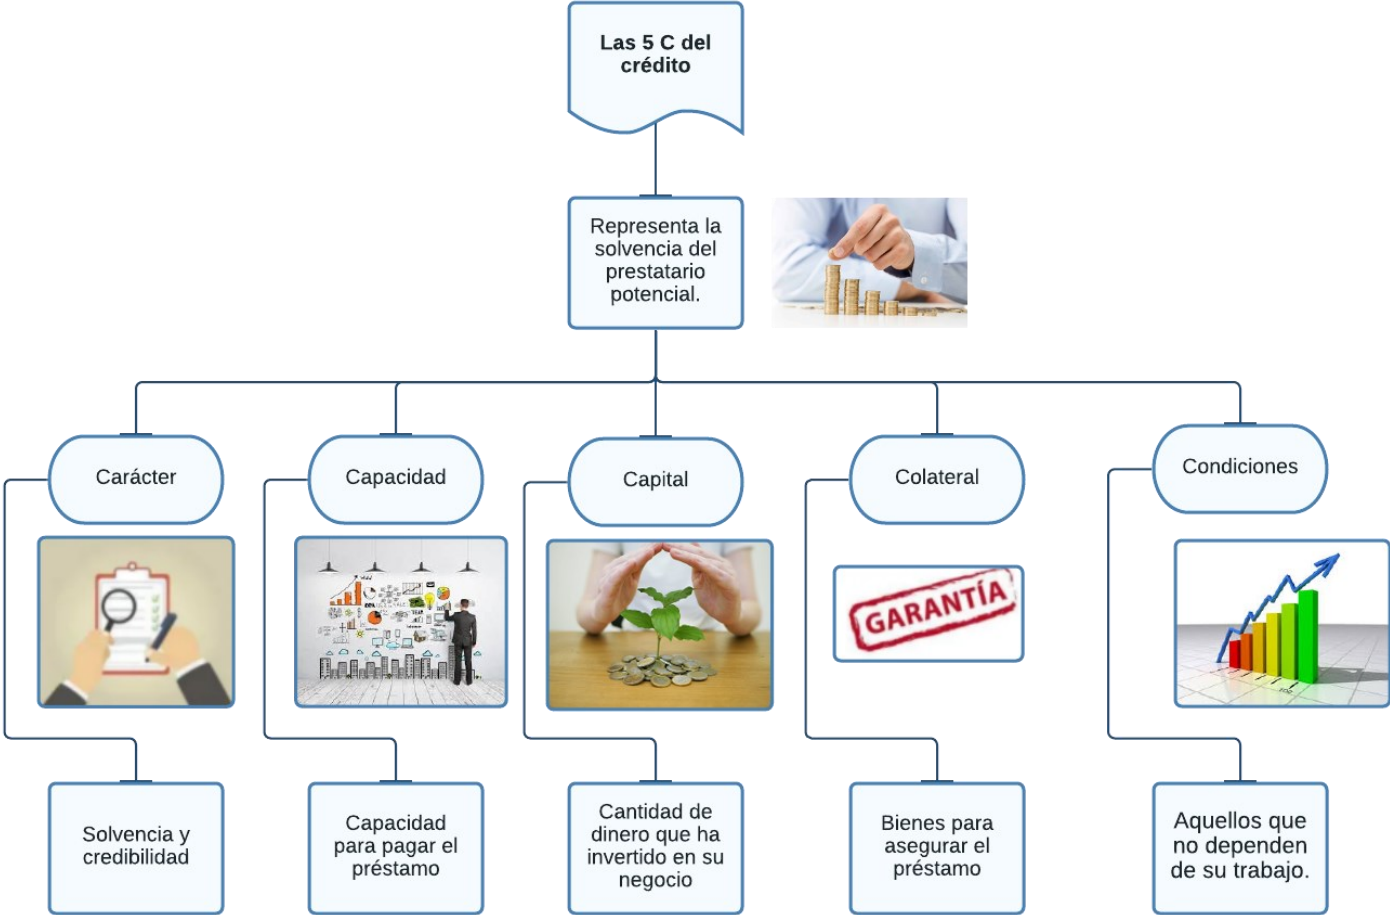 Las 5 C del
crédito
Representa la
solvencia del
prestatario
potencial.
Carácter
Capacidad
Capital
Colateral
Condiciones
GARANTÍA
Solvencia y
credibilidad
Capacidad
para pagar el
préstamo
Cantidad de
dinero que ha
invertido en su
negocio
Bienes para
asegurar el
préstamo
Aquellos que
no dependen
de su trabajo.